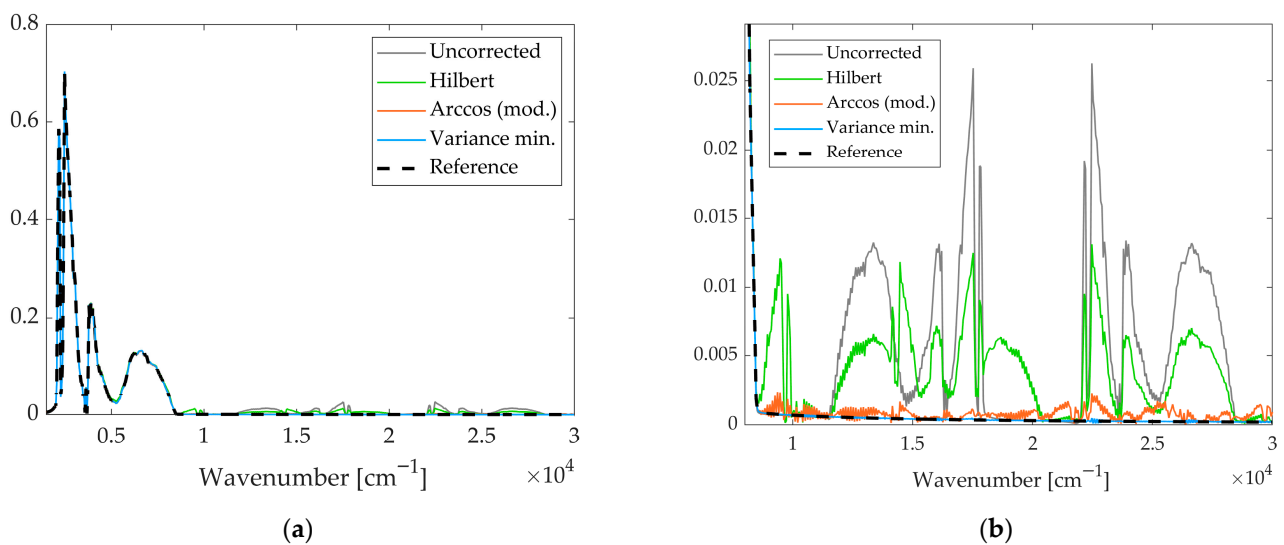 0.8
0.6
0.4
0.2
0
0.5
1
1.5
2
2.5
3
×10⁴
Wavenumber [cm⁻¹]
Uncorrected
Hilbert
Arccos (mod.)
Variance min.
Reference
(a)
0.025
0.02
0.015
0.01
0.005
0
1
1.5
2
2.5
3
×10⁴
Wavenumber [cm⁻¹]
Uncorrected
Hilbert
Arccos (mod.)
Variance min.
Reference
(b)